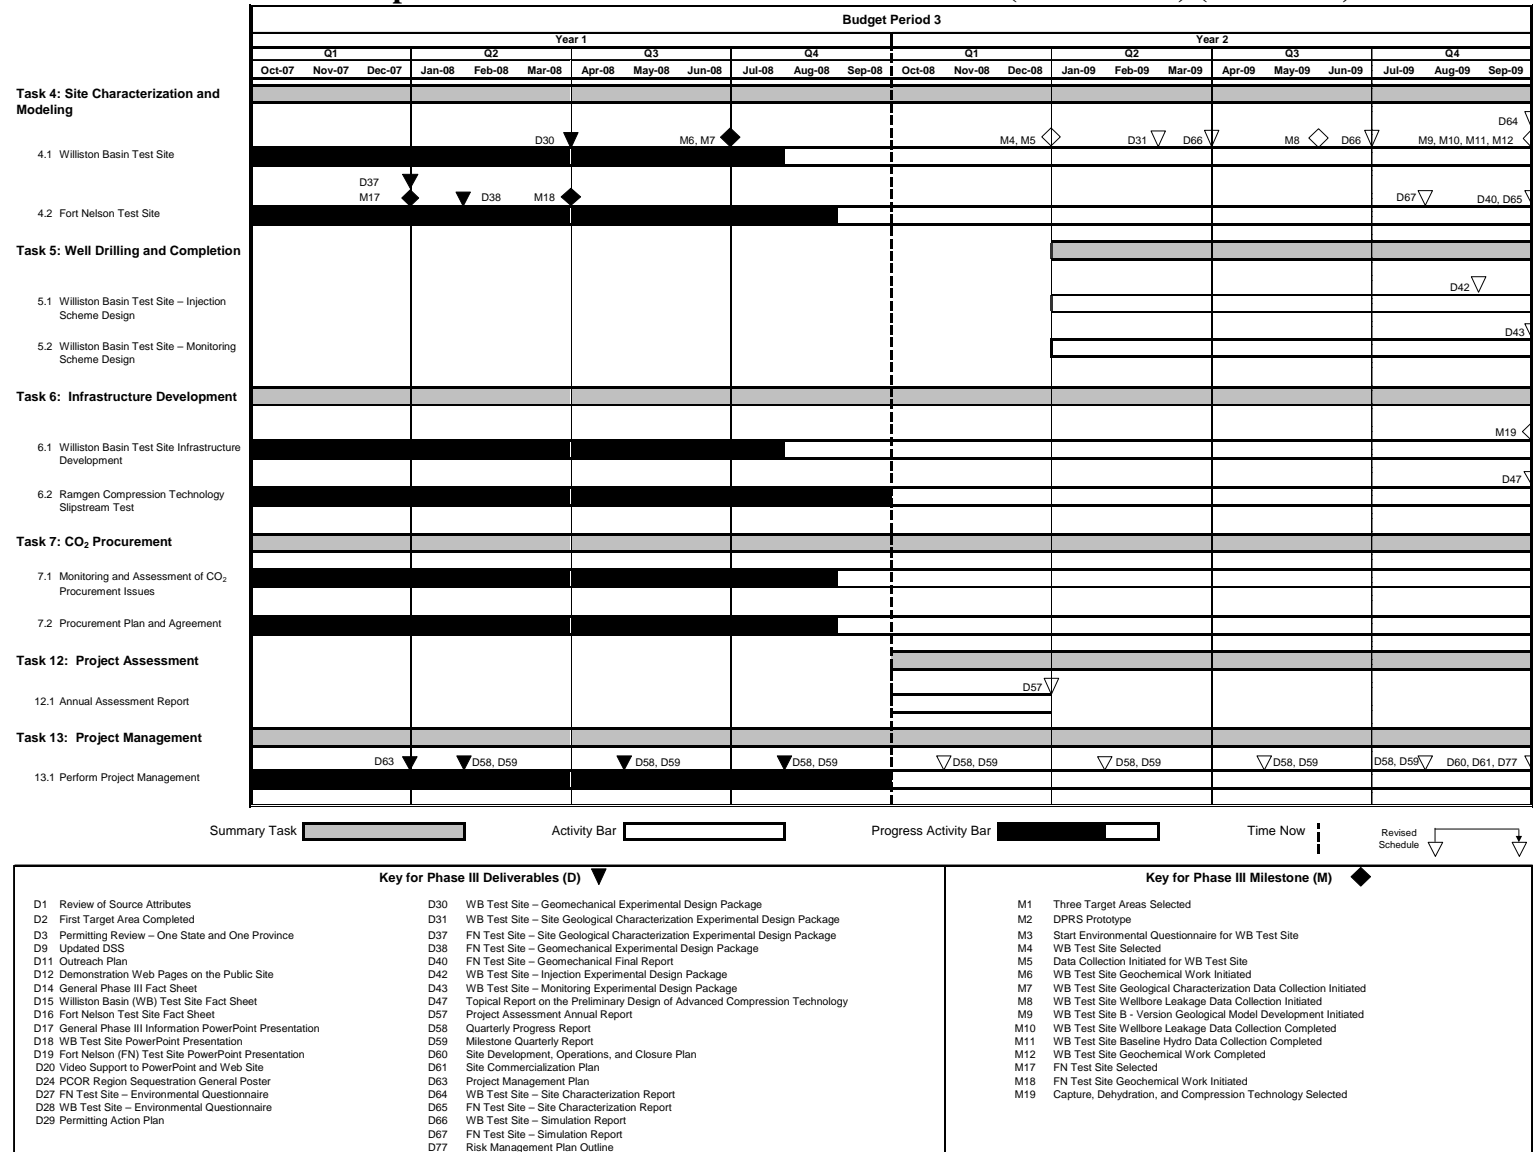 Budget Period 3
Year 1
Year 2
Q1
Q2
Q3
Q4
Q1
Q2
Q3
Q4
Oct-07 Nov-07 Dec-07 Jan-08 Feb-08 Mar-08 Apr-08 May-08 Jun-08 Jul-08 Aug-08 Sep-08 Oct-08 Nov-08 Dec-08 Jan-09 Feb-09 Mar-09 Apr-09 May-09 Jun-09 Jul-09 Aug-09 Sep-09
Task 4: Site Characterization and
Modeling
D64
D30 M6, M7 M4, M5 D31 D66 M8 D66 M9, M10, M11, M12
4.1 Williston Basin Test Site
D37
M17 D38 M18 D67 D40, D65
4.2 Fort Nelson Test Site
Task 5: Well Drilling and Completion
D42
5.1 Williston Basin Test Site – Injection
Scheme Design
D43
5.2 Williston Basin Test Site – Monitoring
Scheme Design
Task 6: Infrastructure Development
M19
6.1 Williston Basin Test Site Infrastructure
Development
D47
6.2 Ramgen Compression Technology
Slipstream Test
Task 7: CO2 Procurement
7.1 Monitoring and Assessment of CO2
Procurement Issues
7.2 Procurement Plan and Agreement
Task 12: Project Assessment
D57
12.1 Annual Assessment Report
Task 13: Project Management
D63 D58, D59 D58, D59 D58, D59 D58, D59 D58, D59 D58, D59 D58, D59 D60, D61, D77
13.1 Perform Project Management
Summary Task
Activity Bar
Progress Activity Bar
Time Now
Revised
Schedule
Key for Phase III Deliverables (D)
D1 Review of Source Attributes
D2 First Target Area Completed
D3 Permitting Review – One State and One Province
D9 Updated DSS
D11 Outreach Plan
D12 Demonstration Web Pages on the Public Site
D14 General Phase III Fact Sheet
D15 Williston Basin (WB) Test Site Fact Sheet
D16 Fort Nelson Test Site Fact Sheet
D17 General Phase III Information PowerPoint Presentation
D18 WB Test Site PowerPoint Presentation
D19 Fort Nelson (FN) Test Site PowerPoint Presentation
D20 Video Support to PowerPoint and Web Site
D24 PCOR Region Sequestration General Poster
D27 FN Test Site – Environmental Questionnaire
D28 WB Test Site – Environmental Questionnaire
D29 Permitting Action Plan
D30 WB Test Site – Geomechanical Experimental Design Package
D31 WB Test Site – Site Geological Characterization Experimental Design Package
D37 FN Test Site – Site Geological Characterization Experimental Design Package
D38 FN Test Site – Geomechanical Experimental Design Package
D40 FN Test Site – Geomechanical Final Report
D42 WB Test Site – Injection Experimental Design Package
D43 WB Test Site – Monitoring Experimental Design Package
D47 Topical Report on the Preliminary Design of Advanced Compression Technology
D57 Project Assessment Annual Report
D58 Quarterly Progress Report
D59 Milestone Quarterly Report
D60 Site Development, Operations, and Closure Plan
D61 Site Commercialization Plan
D63 Project Management Plan
D64 WB Test Site – Site Characterization Report
D65 FN Test Site – Site Characterization Report
D66 WB Test Site – Simulation Report
D67 FN Test Site – Simulation Report
D77 Risk Management Plan Outline
Key for Phase III Milestone (M)
M1 Three Target Areas Selected
M2 DPRS Prototype
M3 Start Environmental Questionnaire for WB Test Site
M4 WB Test Site Selected
M5 Data Collection Initiated for WB Test Site
M6 WB Test Site Geochemical Work Initiated
M7 WB Test Site Geological Characterization Data Collection Initiated
M8 WB Test Site Wellbore Leakage Data Collection Initiated
M9 WB Test Site B - Version Geological Model Development Initiated
M10 WB Test Site Wellbore Leakage Data Collection Completed
M11 WB Test Site Baseline Hydro Data Collection Completed
M12 WB Test Site Geochemical Work Completed
M17 FN Test Site Selected
M18 FN Test Site Geochemical Work Initiated
M19 Capture, Dehydration, and Compression Technology Selected